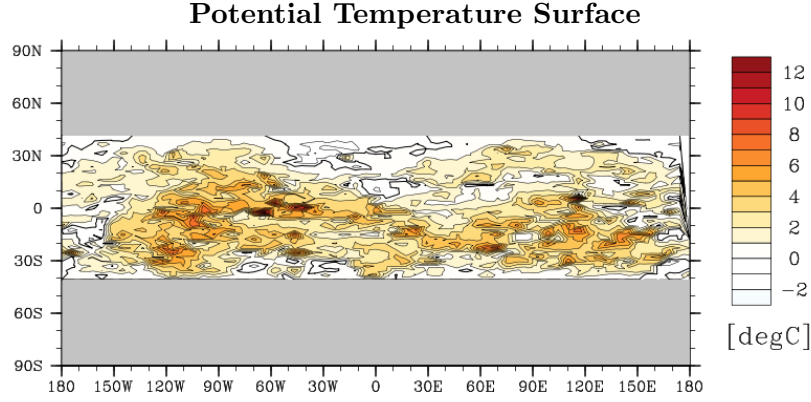 Potential Temperature Surface
90N
60N
30N
0
30S
60S
90S
180 150W 120W 90W 60W 30W 0 30E 60E 90E 120E 150E 180
12
10
8
6
4
2
0
-2
[degC]